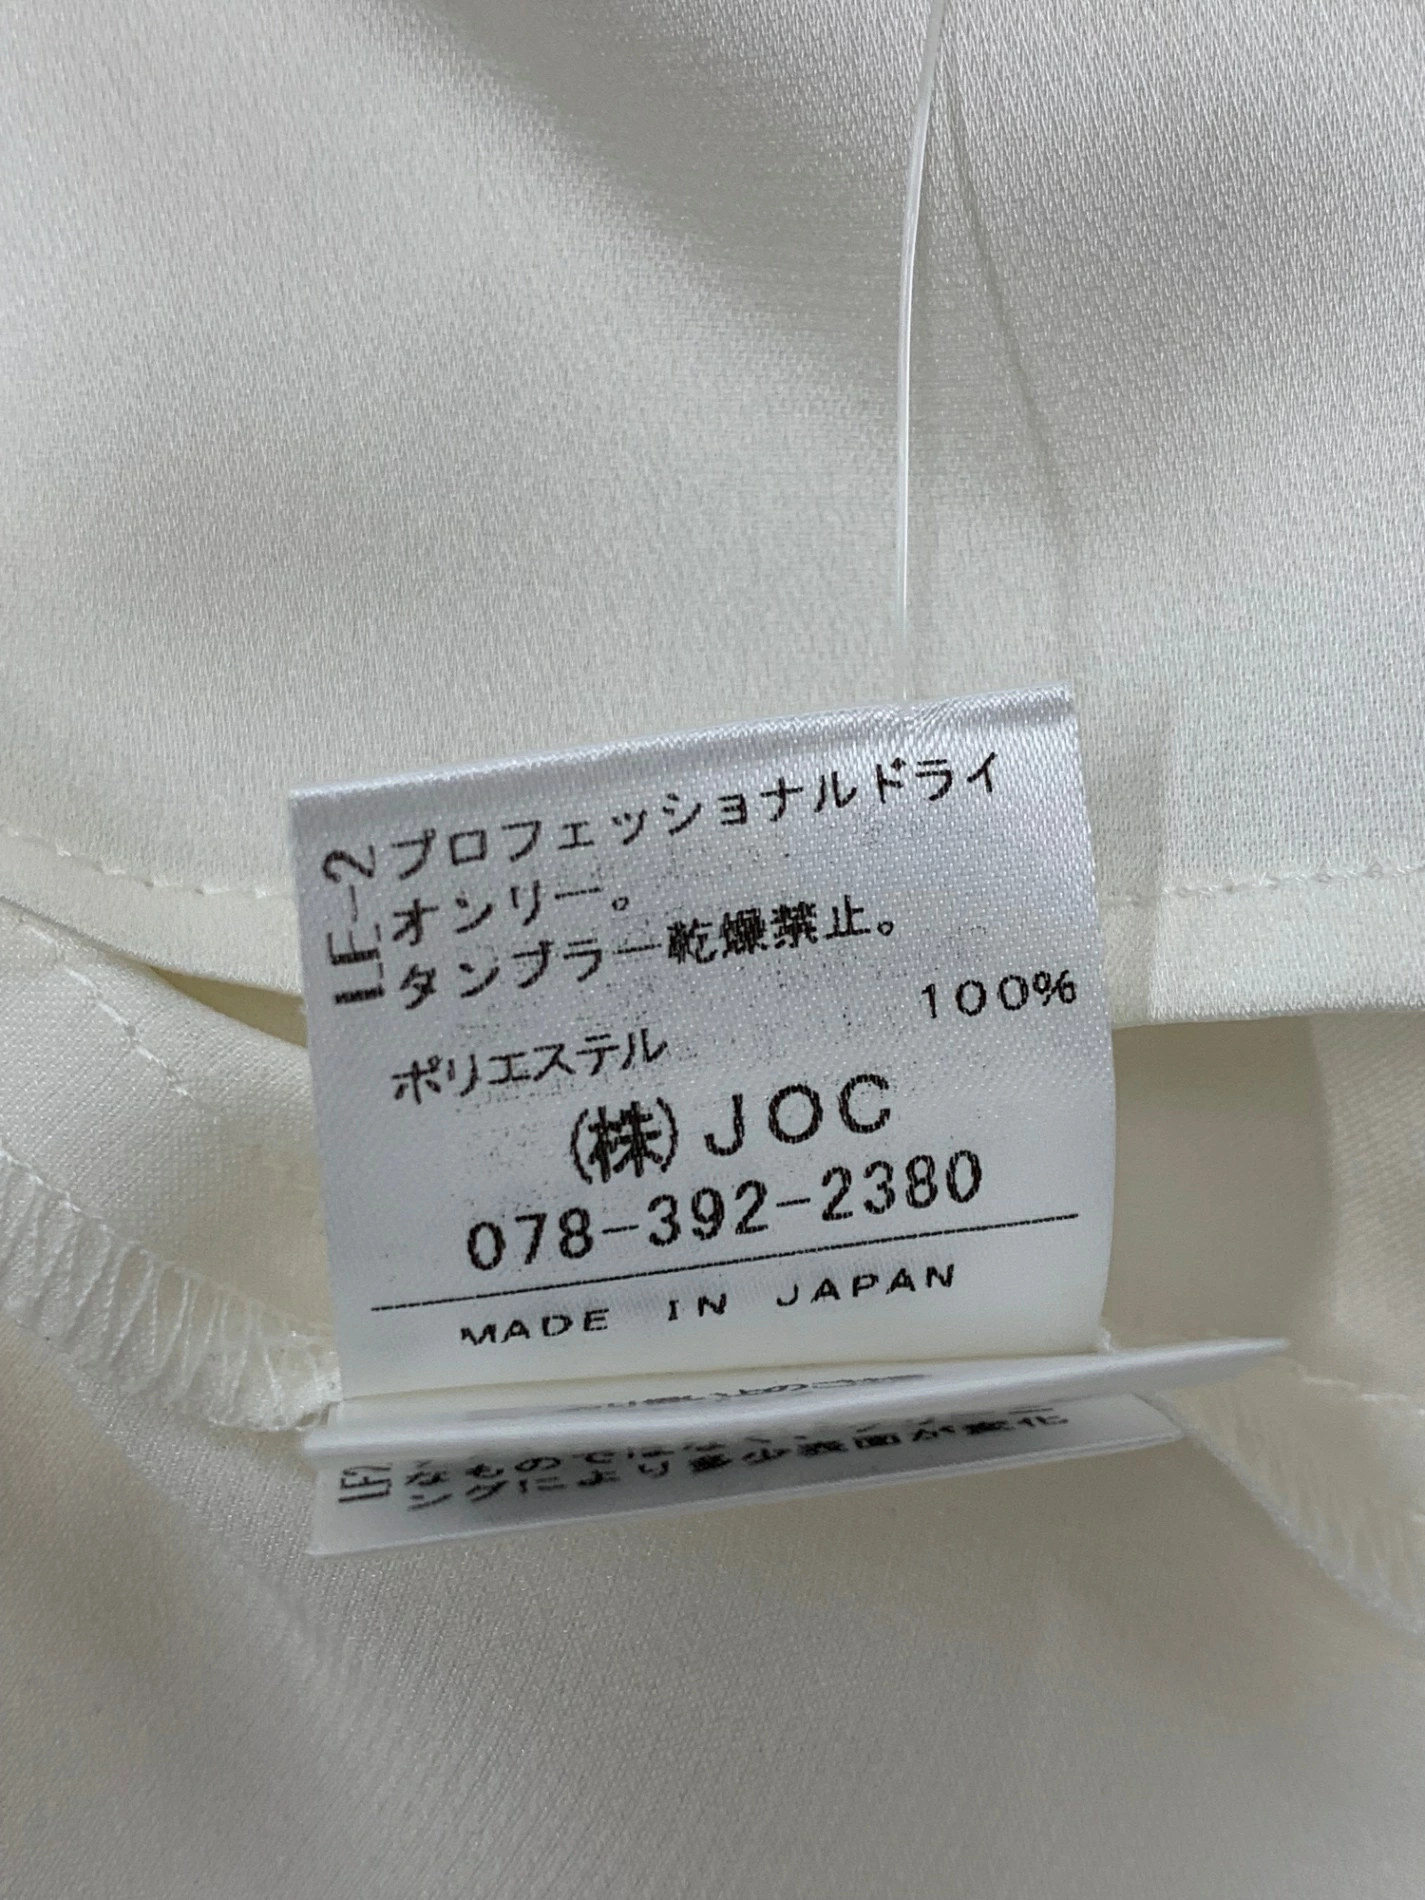 LF-2
プロフェッショナルドライ
オンリー。
タンブラー乾燥禁止。
ポリエステル 100%
(株)JOC
078-392-2380
MADE IN JAPAN
LF2
なものではなく、
ングにより多少表面が変化